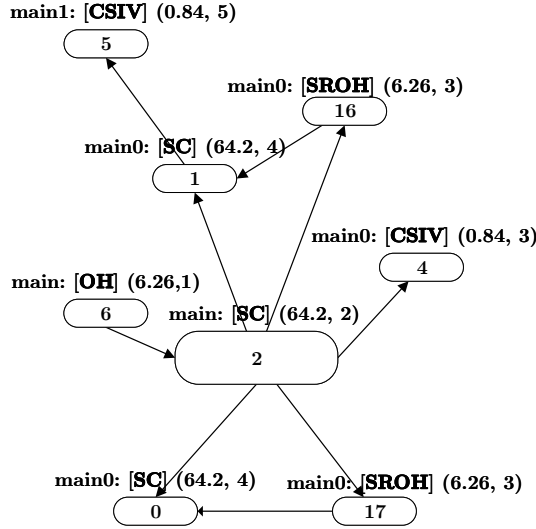 main1: [CSIV] (0.84, 5)
5
main0: [SROH] (6.26, 3)
16
main0: [SC] (64.2, 4)
1
main0: [CSIV] (0.84, 3)
4
main: [OH] (6.26,1)
6
main: [SC] (64.2, 2)
2
main0: [SC] (64.2, 4)
0
main0: [SROH] (6.26, 3)
17